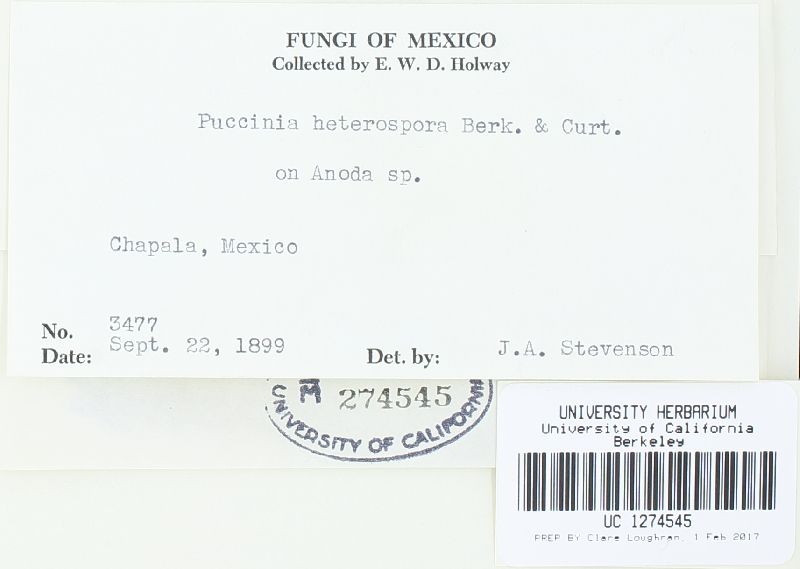 FUNGI OF MEXICO
Collected by E. W. D. Holway
Puccinia heterospora Berk. & Curt.
on Anoda sp.
Chapala, Mexico
No. 3477
Date: Sept. 22, 1899
Det. by: J.A. Stevenson
M 274545
UNIVERSITY OF CALIFORNI
UNIVERSITY HERBARIUM
University of California
Berkeley
UC 1274545
PREP BY Clare Loughran, 1 Feb 2017